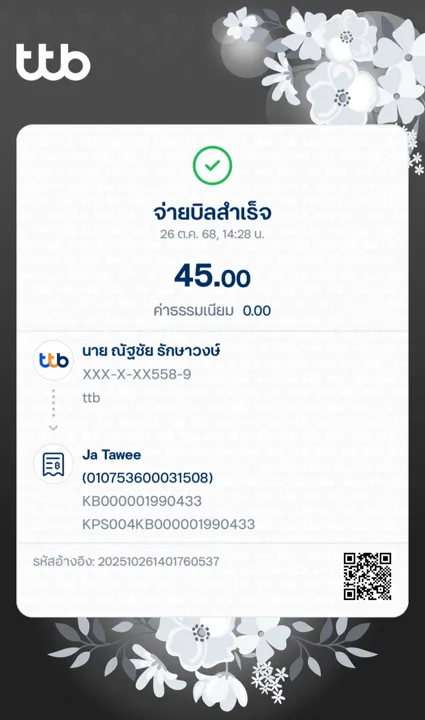 ttb
จ่ายบิลสำเร็จ
26 ต.ค. 68, 14:28 น.
45.00
ค่าธรรมเนียม 0.00
ttb
นาย ณัฐชัย รักษาวงษ์
XXX-X-XX558-9
ttb
Ja Tawee
(010753600031508)
KB000001990433
KPS004KB000001990433
รหัสอ้างอิง: 202510261401760537